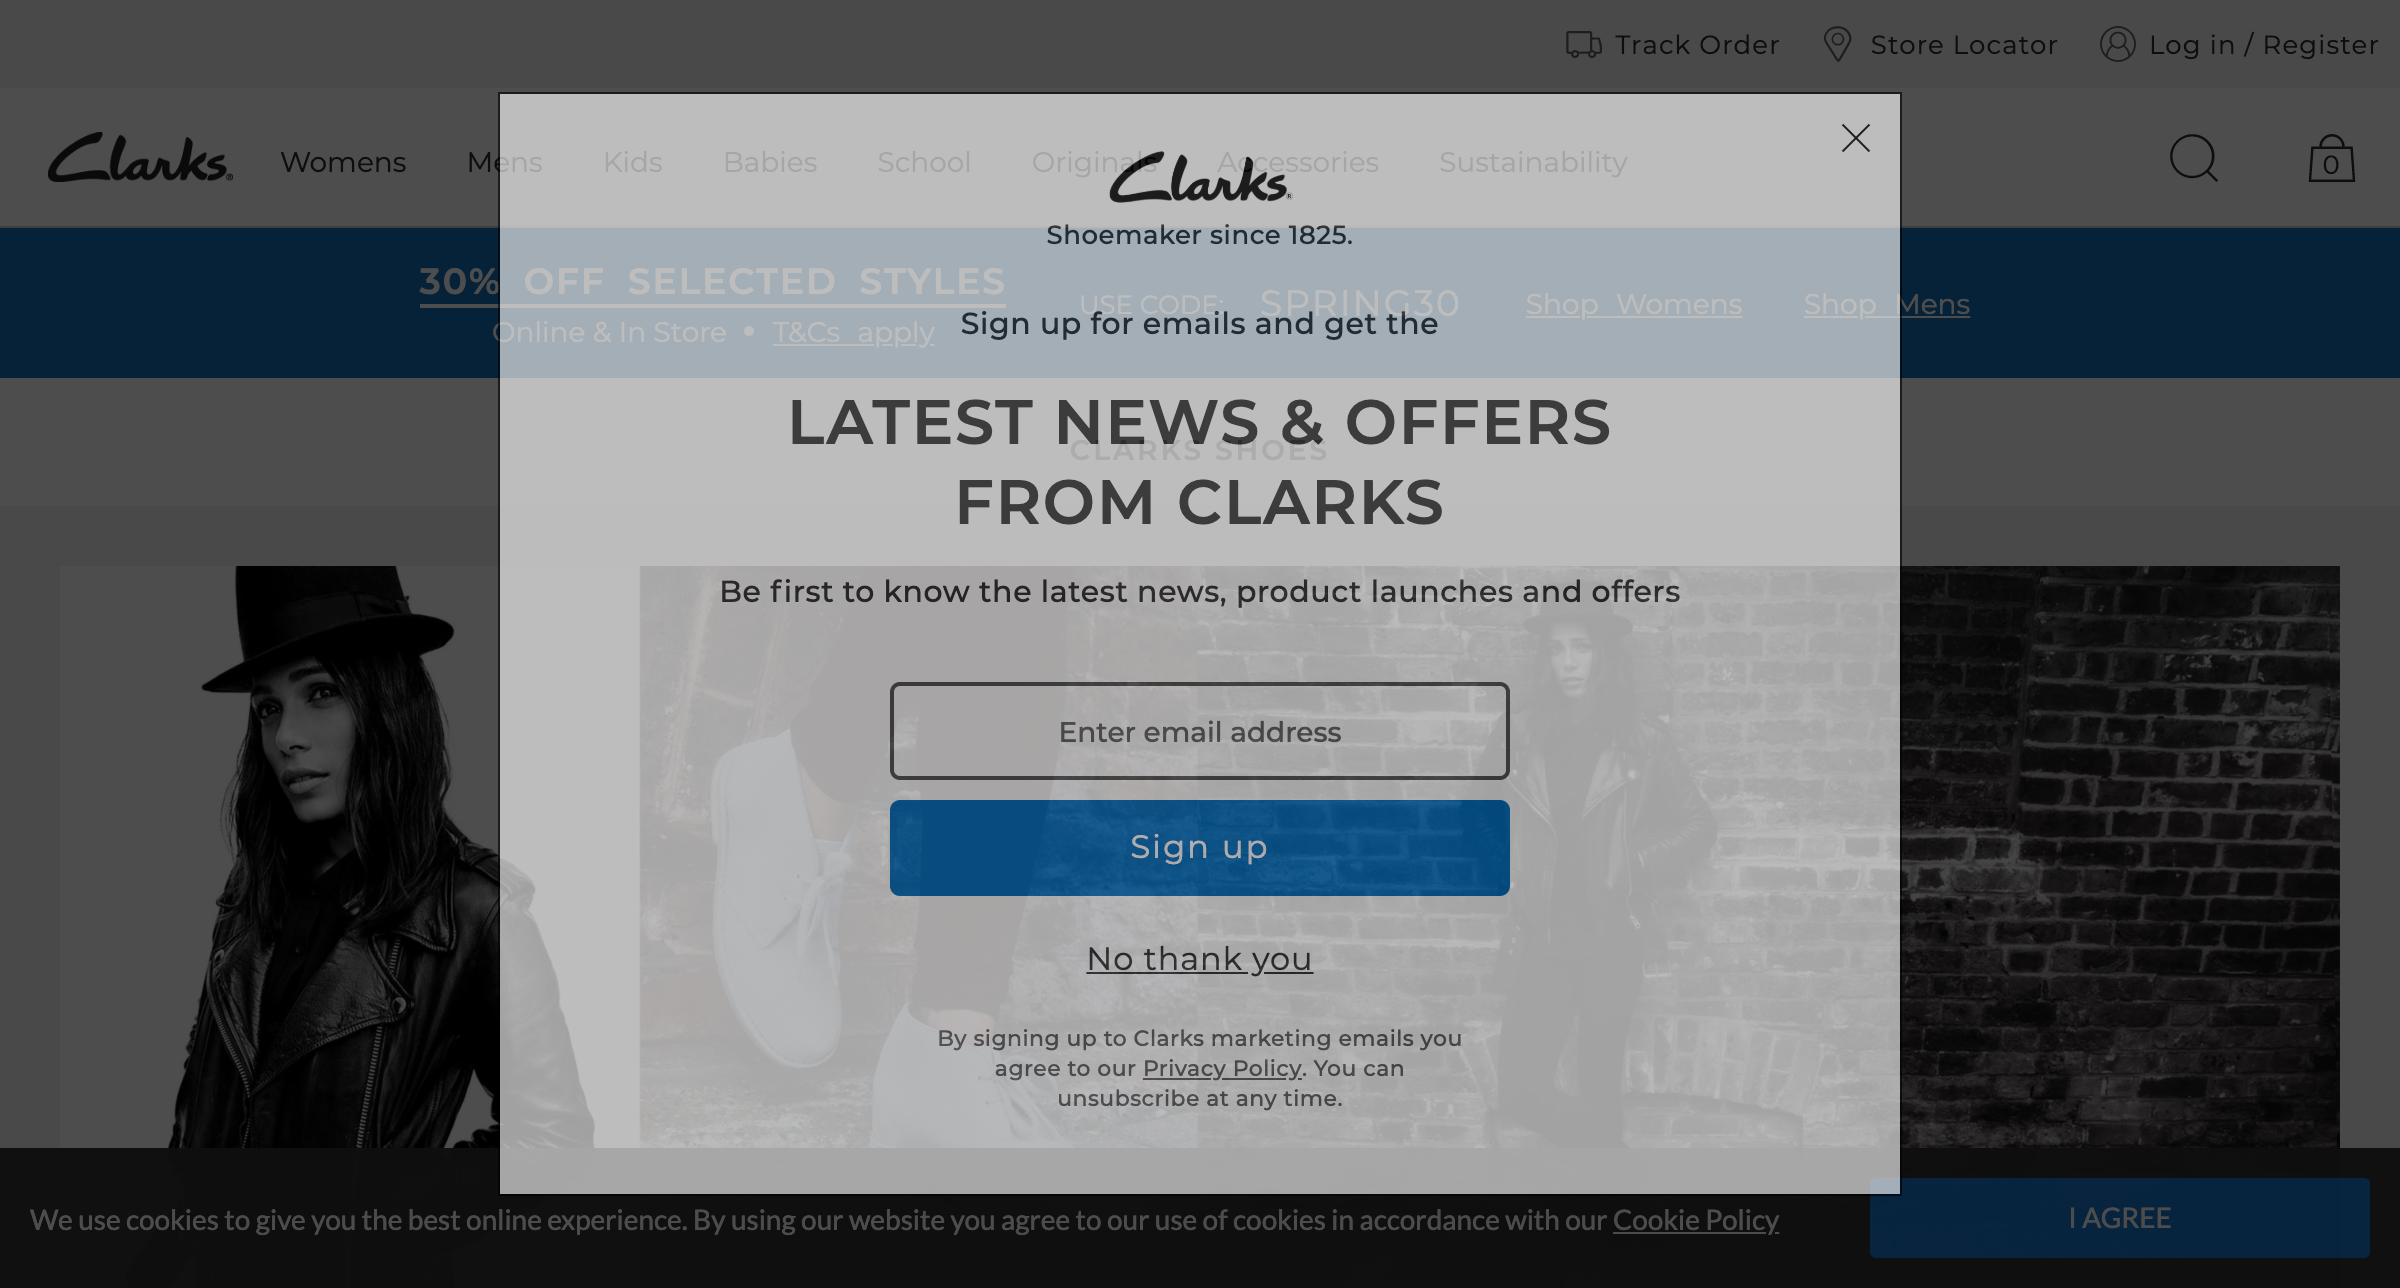 Track Order
Store Locator
Log in / Register
Clarks
Womens
Mens
Kids
Babies
School
Originals
Accessories
Sustainability
0
30% OFF SELECTED STYLES
Online & In Store • T&Cs apply
USE CODE: SPRING30
Shop Womens
Shop Mens
CLARKS SHOES
Clarks
Shoemaker since 1825.
Sign up for emails and get the
LATEST NEWS & OFFERS
FROM CLARKS
Be first to know the latest news, product launches and offers
Enter email address
Sign up
No thank you
By signing up to Clarks marketing emails you
agree to our Privacy Policy. You can
unsubscribe at any time.
We use cookies to give you the best online experience. By using our website you agree to our use of cookies in accordance with our Cookie Policy
I AGREE